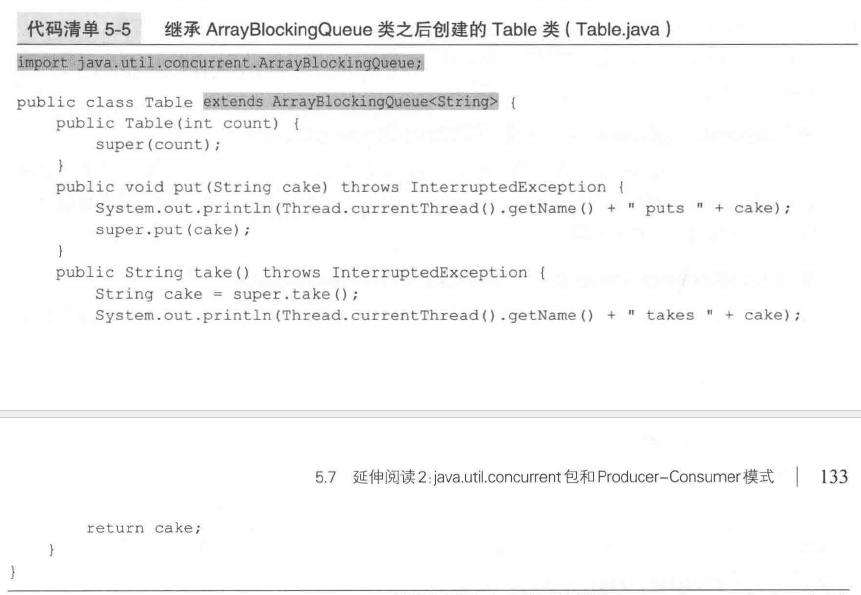 代码清单 5-5 继承 ArrayBlockingQueue 类之后创建的 Table 类 ( Table.java )
import java.util.concurrent.ArrayBlockingQueue;
public class Table extends ArrayBlockingQueue<String> {
    public Table(int count) {
        super(count);
    }
    public void put(String cake) throws InterruptedException {
        System.out.println(Thread.currentThread().getName() + " puts " + cake);
        super.put(cake);
    }
    public String take() throws InterruptedException {
        String cake = super.take();
        System.out.println(Thread.currentThread().getName() + " takes " + cake);
5.7 延伸阅读2:java.util.concurrent包和Producer–Consumer模式 | 133
        return cake;
    }
}